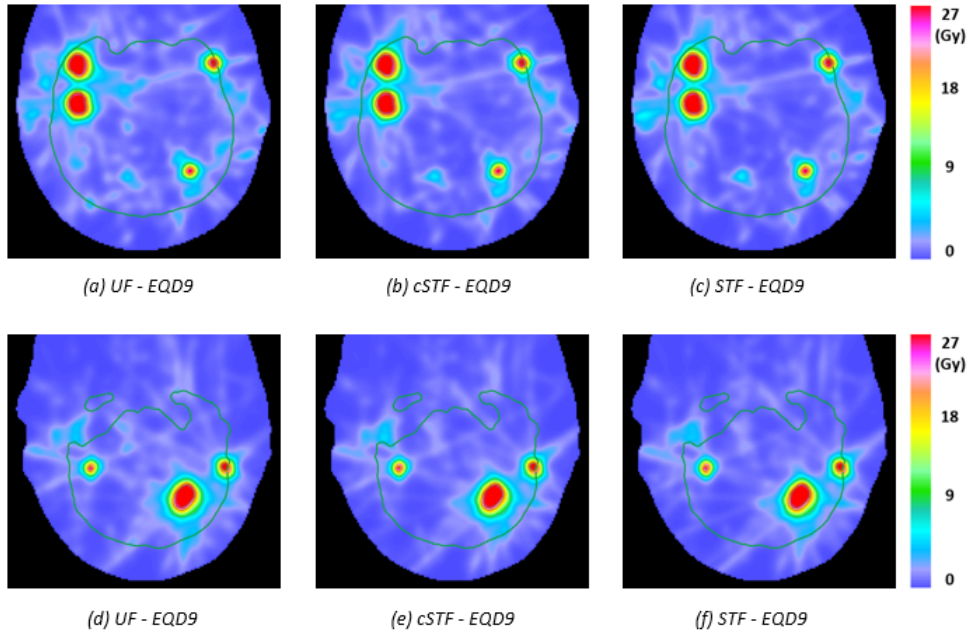 27
(Gy)
18
9
0
(a) UF - EQD9
(b) cSTF - EQD9
(c) STF - EQD9
27
(Gy)
18
9
0
(d) UF - EQD9
(e) cSTF - EQD9
(f) STF - EQD9